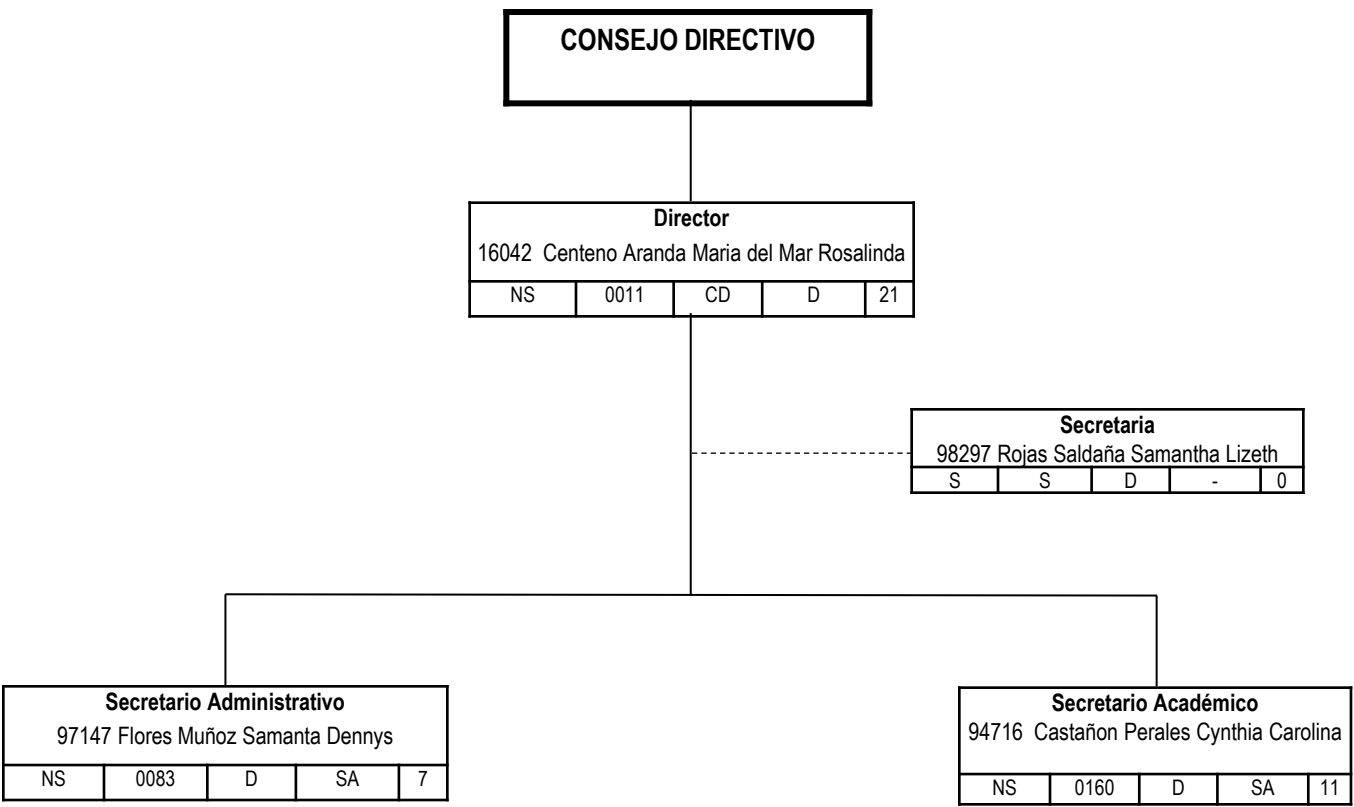 CONSEJO DIRECTIVO
Director
16042 Centeno Aranda Maria del Mar Rosalinda
NS 0011 CD D 21
Secretaria
98297 Rojas Saldaña Samantha Lizeth
S S D - 0
Secretario Administrativo
97147 Flores Muñoz Samanta Dennys
NS 0083 D SA 7
Secretario Académico
94716 Castañon Perales Cynthia Carolina
NS 0160 D SA 11